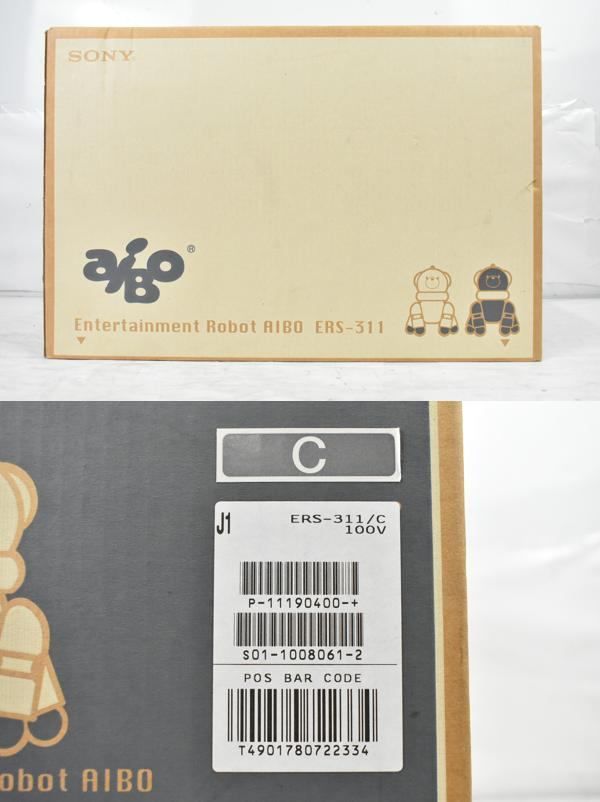 SONY
aiBo®
Entertainment Robot AIBO ERS-311
C
J1
ERS-311/C
100V
P-11190400-+
S01-1008061-2
POS BAR CODE
T4901780722334
obot AIBO